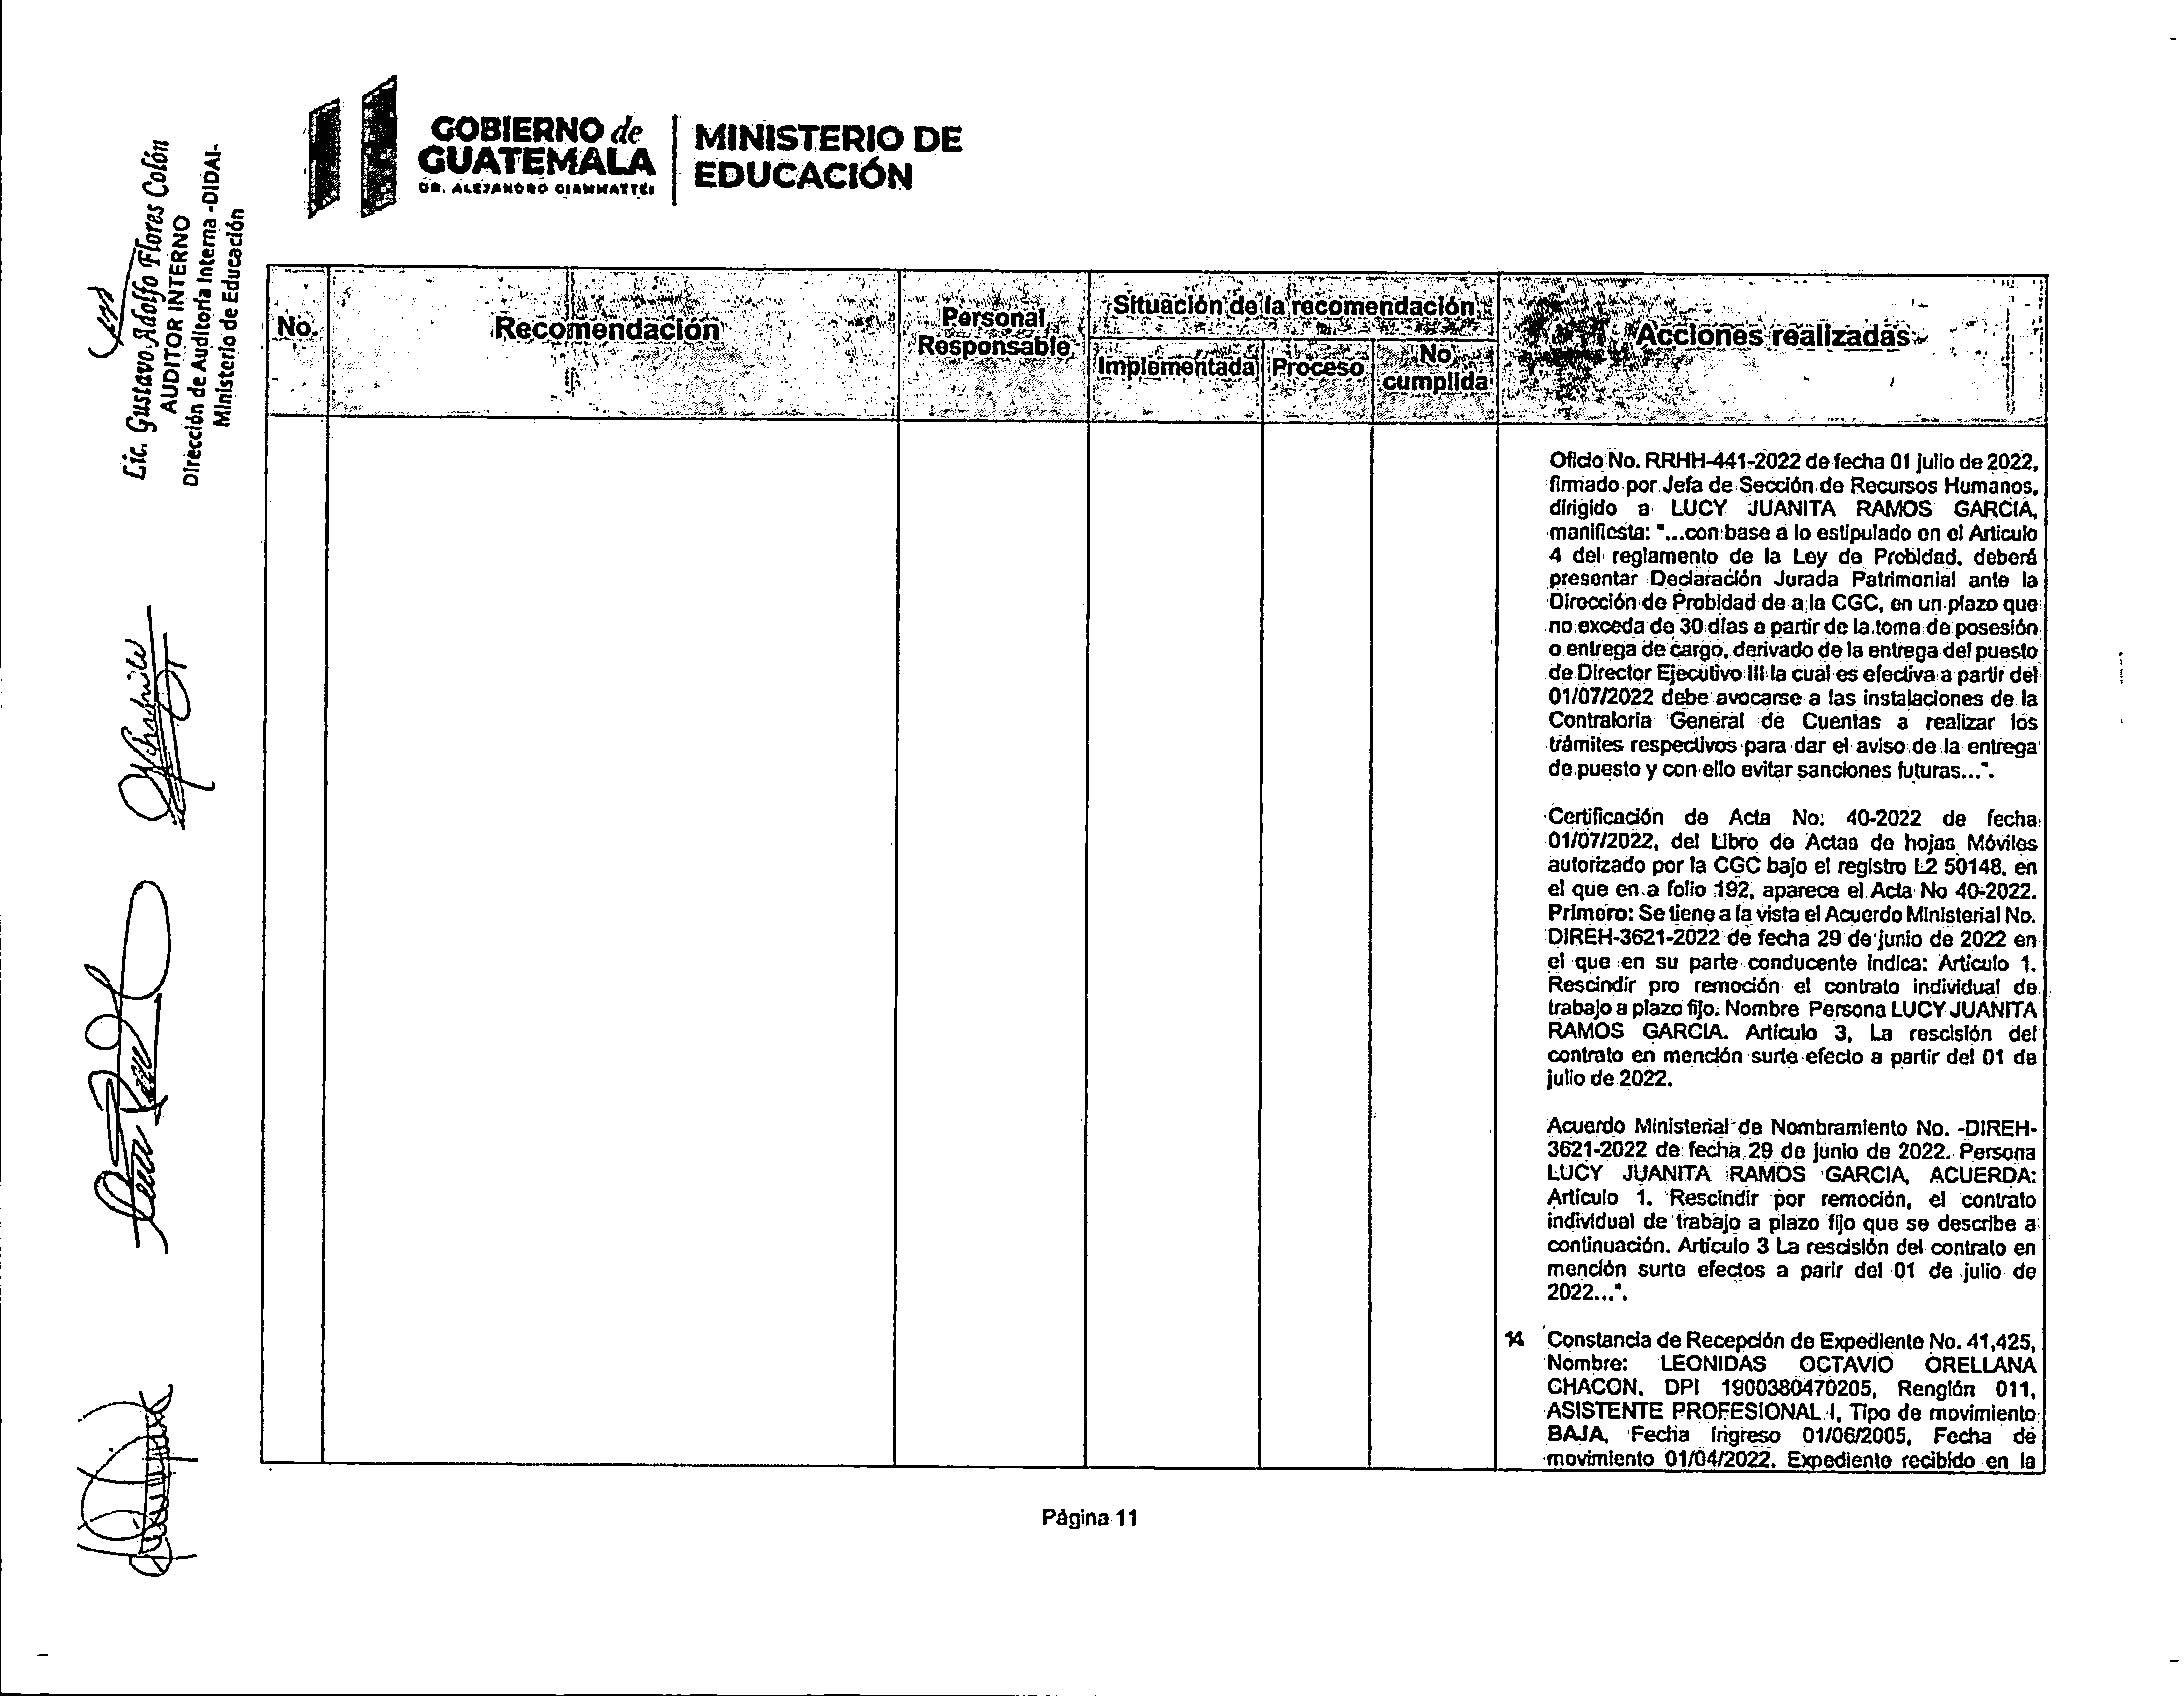 GOBIERNO de
GUATEMALA
DR. ALEJANDRO GIAMMATTEI
MINISTERIO DE
EDUCACIÓN
Lic. Gustavo Adolfo Flores Colón
AUDITOR INTERNO
Dirección de Auditoría Interna -DIDAI-
Ministerio de Educación
No.
Recomendación
Personal
Responsable
Situación de la recomendación
Implementada
Proceso
No
cumplida
Acciones realizadas
Oficio No. RRHH-441-2022 de fecha 01 julio de 2022,
firmado por Jefa de Sección de Recursos Humanos,
dirigido a LUCY JUANITA RAMOS GARCIA,
manifiesta: "...con base a lo estipulado en el Artículo
4 del reglamento de la Ley de Probidad, deberá
presentar Declaración Jurada Patrimonial ante la
Dirección de Probidad de a la CGC, en un plazo que
no exceda de 30 días a partir de la toma de posesión
o entrega de cargo, derivado de la entrega del puesto
de Director Ejecutivo III la cual es efectiva a partir del
01/07/2022 debe avocarse a las instalaciones de la
Contraloría General de Cuentas a realizar los
trámites respectivos para dar el aviso de la entrega
de puesto y con ello evitar sanciones futuras...".
Certificación de Acta No. 40-2022 de fecha
01/07/2022, del Libro de Actas de hojas Móviles
autorizado por la CGC bajo el registro L2 50148, en
el que en a folio 192, aparece el Acta No 40-2022.
Primero: Se tiene a la vista el Acuerdo Ministerial No.
DIREH-3621-2022 de fecha 29 de junio de 2022 en
el que en su parte conducente indica: Artículo 1.
Rescindir pro remoción el contrato individual de
trabajo a plazo fijo. Nombre Persona LUCY JUANITA
RAMOS GARCIA. Artículo 3, La rescisión del
contrato en mención surte efecto a partir del 01 de
julio de 2022.
Acuerdo Ministerial de Nombramiento No. -DIREH-
3621-2022 de fecha 29 de junio de 2022. Persona
LUCY JUANITA RAMOS GARCIA, ACUERDA:
Artículo 1. Rescindir por remoción, el contrato
individual de trabajo a plazo fijo que se describe a
continuación. Artículo 3 La rescisión del contrato en
mención surte efectos a parir del 01 de julio de
2022...".
14 Constancia de Recepción de Expediente No. 41,425,
Nombre: LEONIDAS OCTAVIO ORELLANA
CHACON, DPI 1900380470205, Renglón 011,
ASISTENTE PROFESIONAL I, Tipo de movimiento
BAJA, Fecha Ingreso 01/06/2005, Fecha de
movimiento 01/04/2022, Expediente recibido en la
Página 11